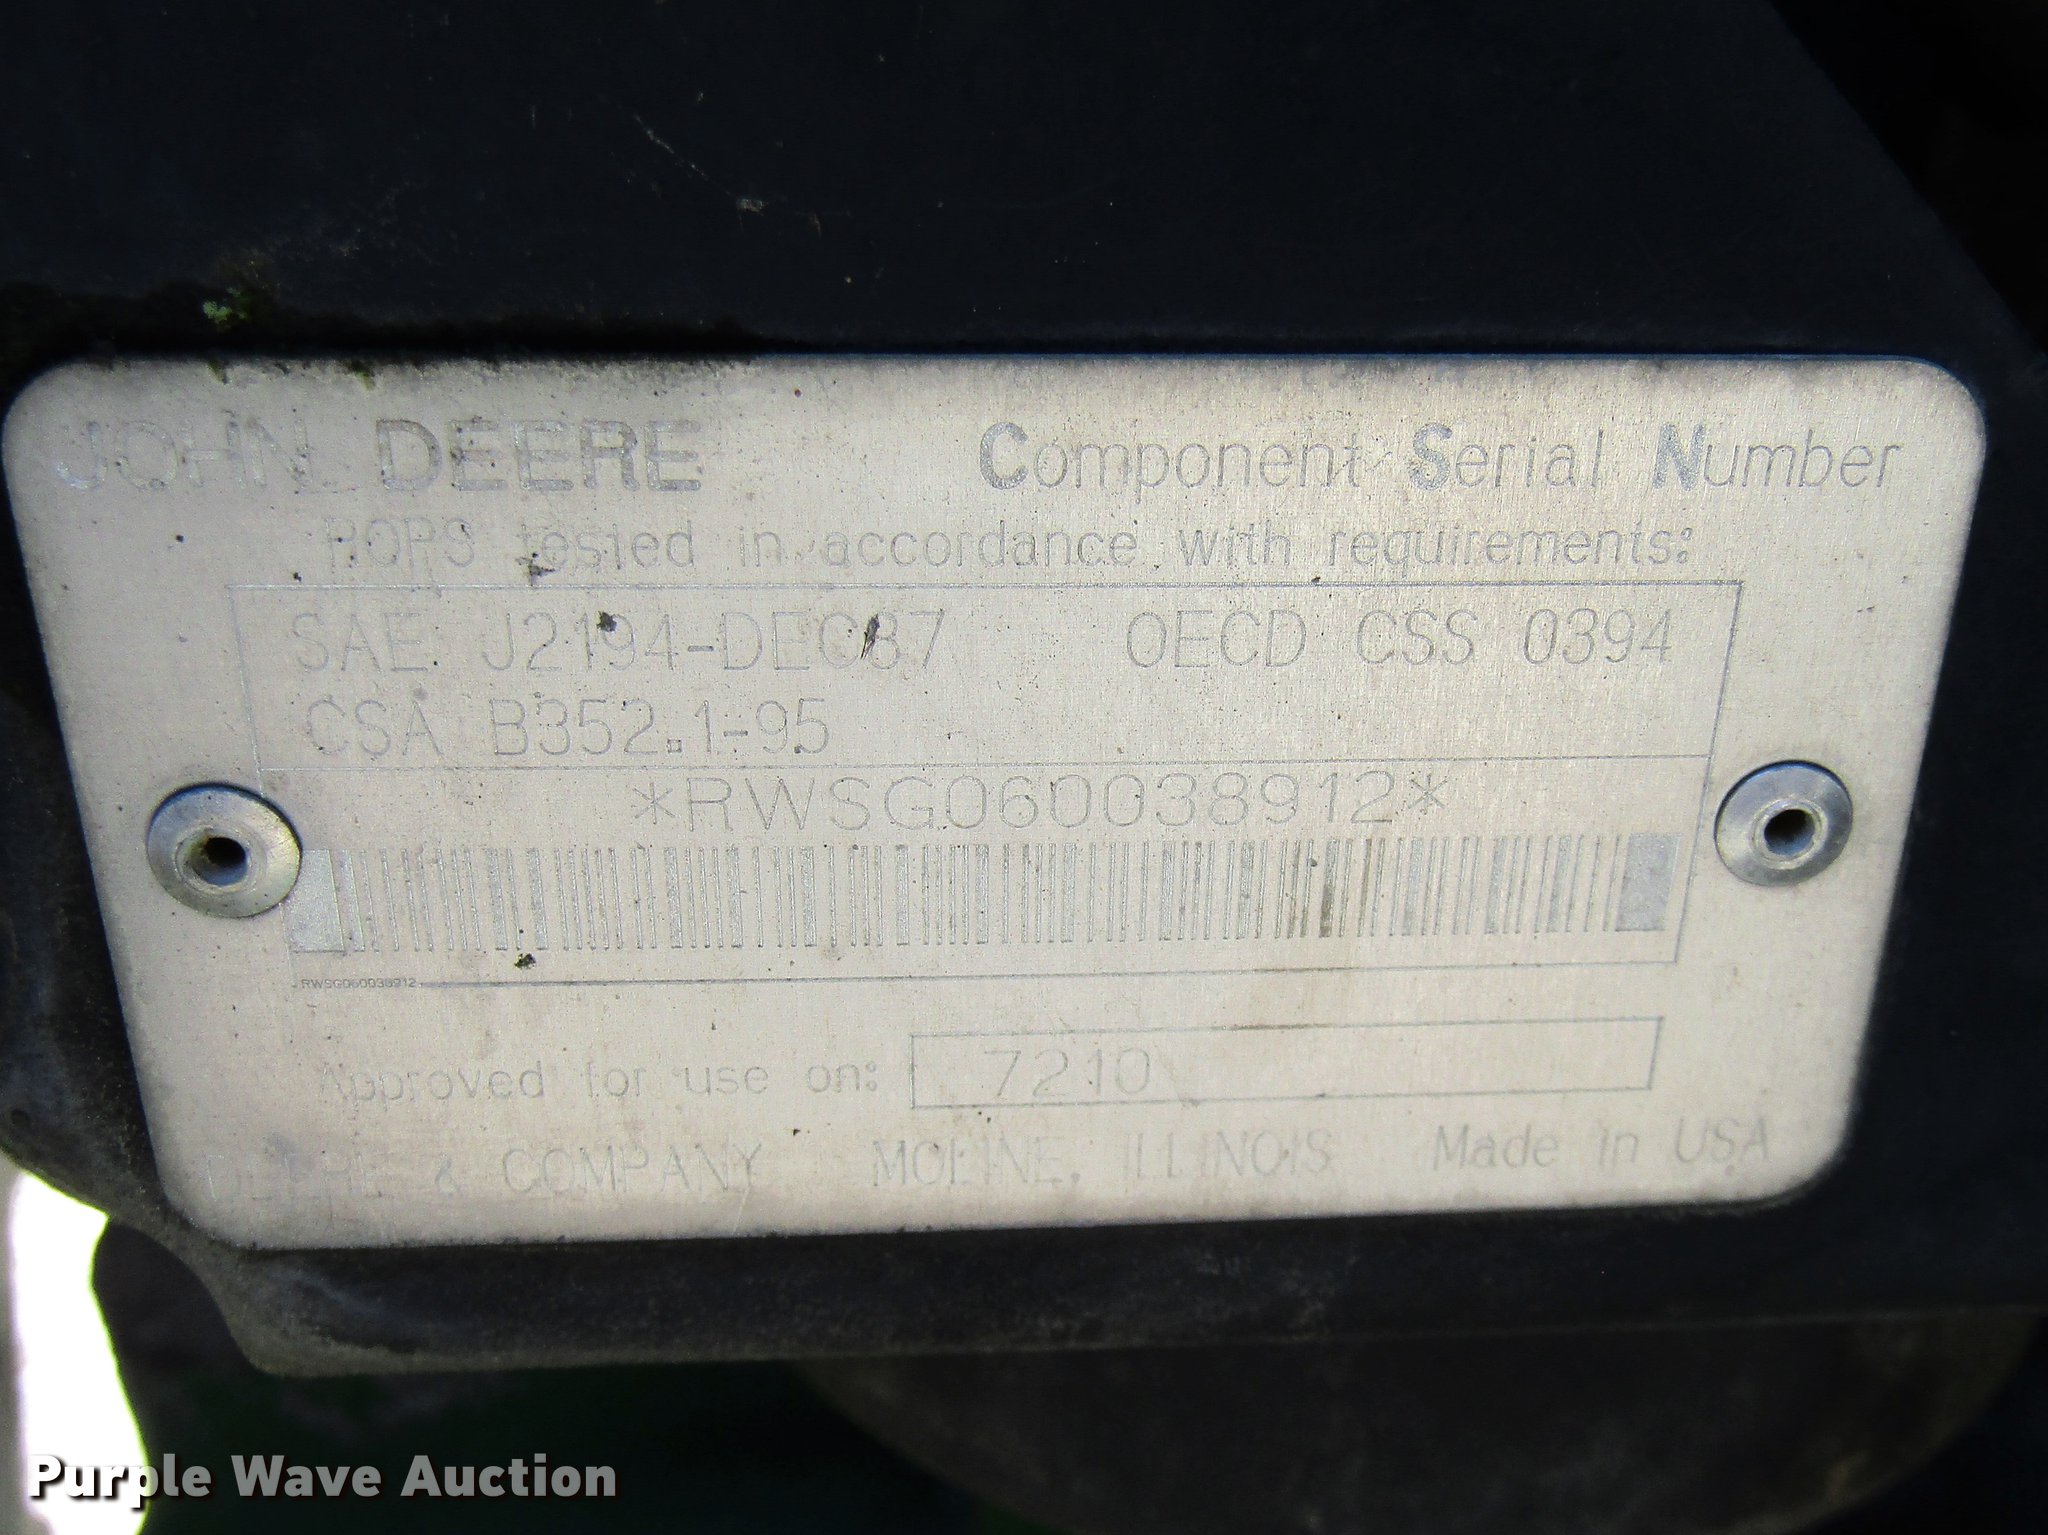 JOHN DEERE Component Serial Number
ROPS tested in accordance with requirements:
SAE J2194-DEC87 OECD CSS 0394
CSA B352.1-95
*RWSG060038912*
RWSG060038912
Approved for use on: 7210
DEERE & COMPANY MOLINE, ILLINOIS Made in USA
Purple Wave Auction